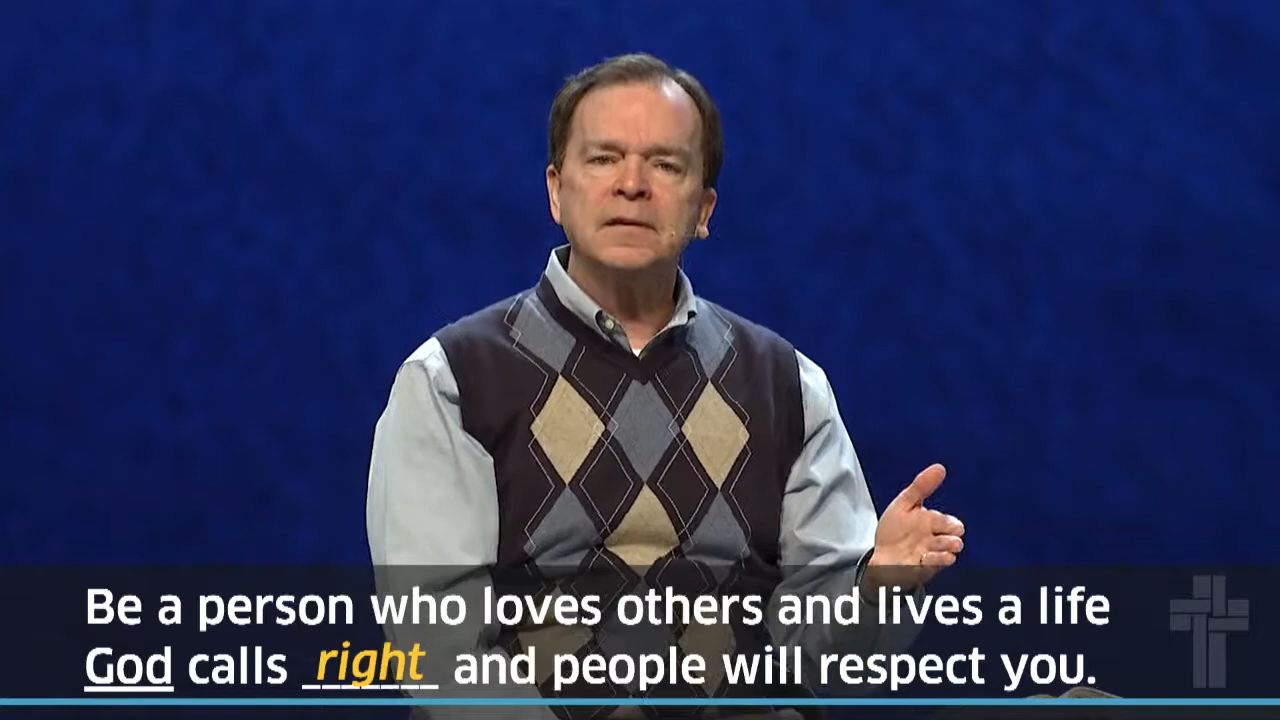 Be a person who loves others and lives a life
God calls right and people will respect you.